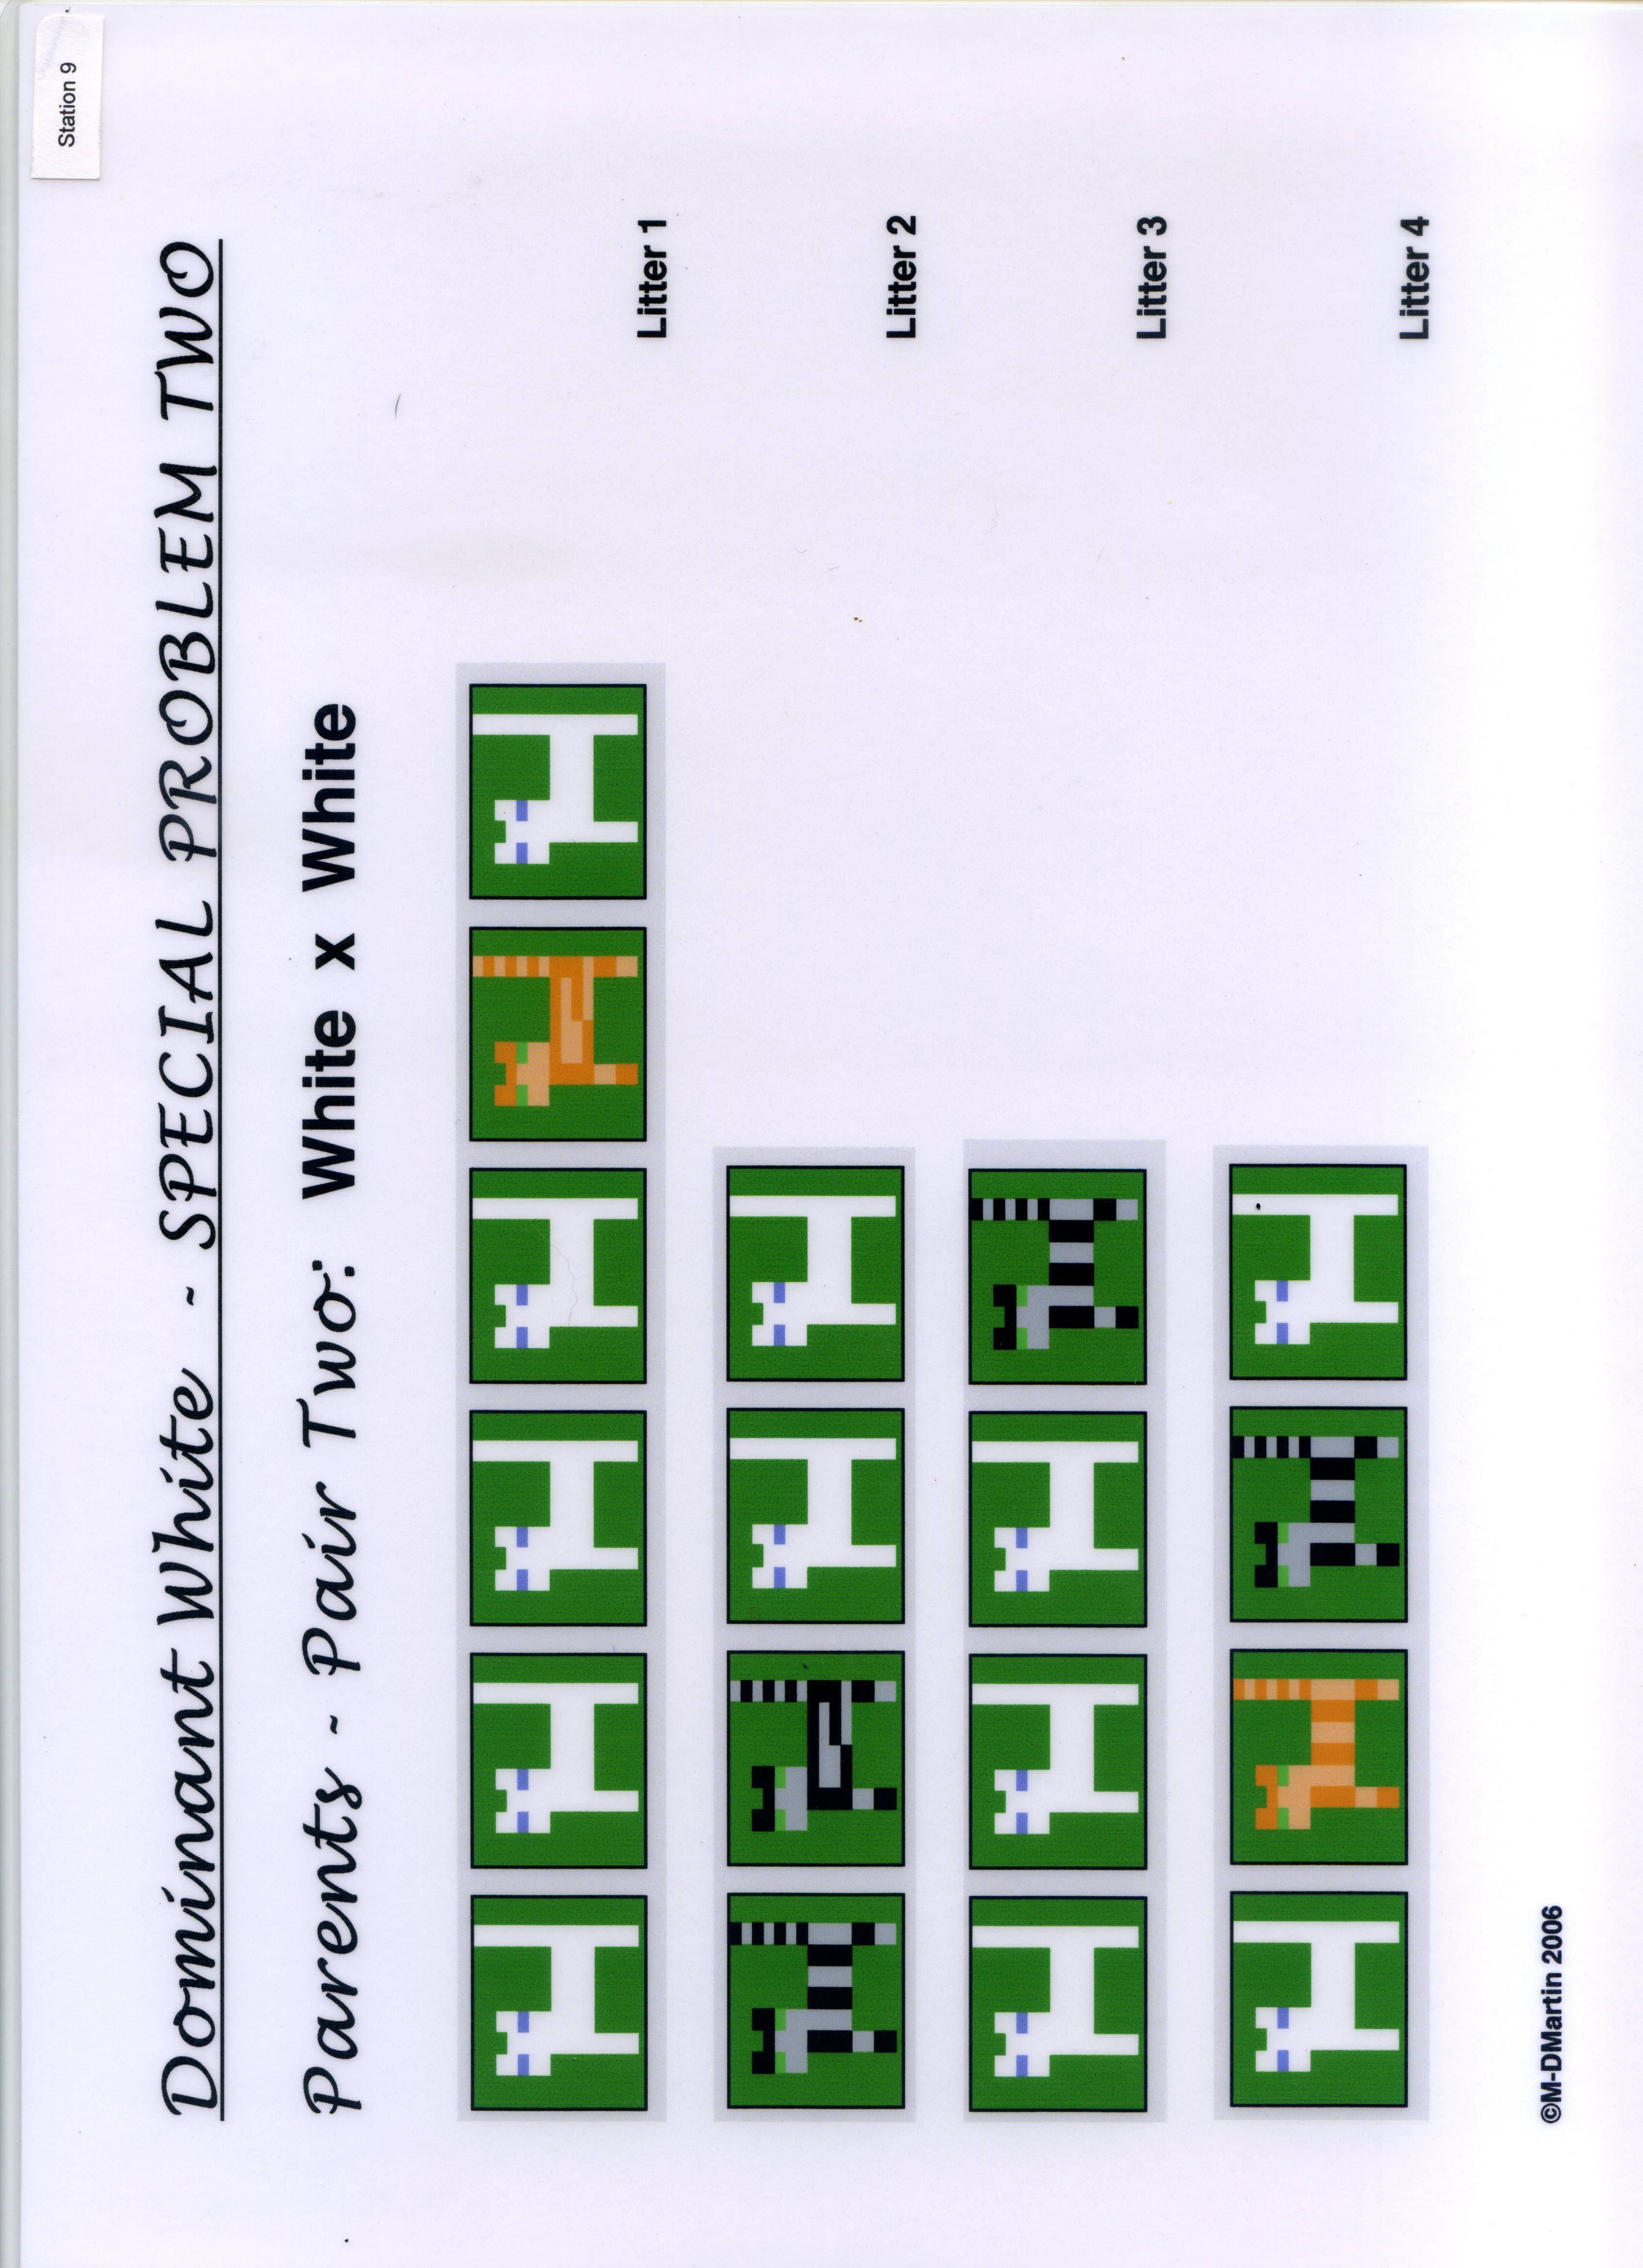 Station 9
Dominant White - SPECIAL PROBLEM TWO
Parents - Pair Two: White x White
Litter 1
Litter 2
Litter 3
Litter 4
©M-DMartin 2006